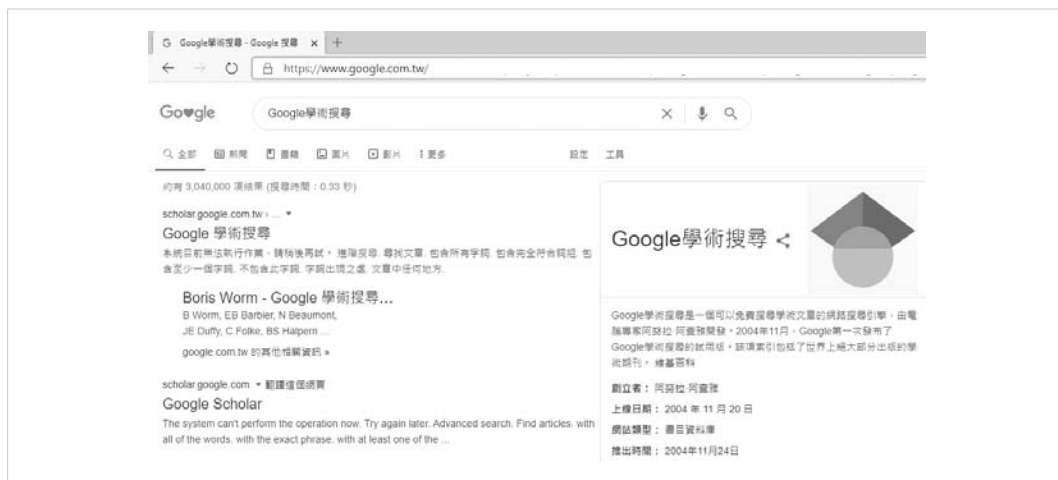 G Google學術搜尋 - Google 搜尋 × +
https://www.google.com.tw/
Go♥gle
Google學術搜尋
全部 新聞 書籍 圖片 影片 更多 設定 工具
約有 3,040,000 項結果 (搜尋時間：0.33 秒)
scholar.google.com.tw › ...
Google 學術搜尋
系統目前無法執行作業，請稍後再試。 進階搜尋. 尋找文章. 包含所有字詞. 包含完全符合詞組. 包
含至少一個字詞. 不包含此字詞. 字詞出現之處. 文章中任何地方.
Boris Worm - Google 學術搜尋...
B Worm, EB Barbier, N Beaumont,
JE Duffy, C Folke, BS Halpern ...
google.com.tw 的其他相關資訊 »
scholar.google.com 翻譯這個網頁
Google Scholar
The system can't perform the operation now. Try again later. Advanced search. Find articles. with
all of the words. with the exact phrase. with at least one of the ...
Google學術搜尋
Google學術搜尋是一個可以免費搜尋學術文章的網路搜尋引擎，由電
腦專家阿努拉·阿查雅開發。2004年11月，Google第一次發布了
Google學術搜尋的試用版。該項索引包括了世界上絕大部分出版的學
術期刊。 維基百科
創立者： 阿努拉·阿查雅
上線日期： 2004 年 11 月 20 日
網站類型： 書目資料庫
推出時間： 2004年11月24日